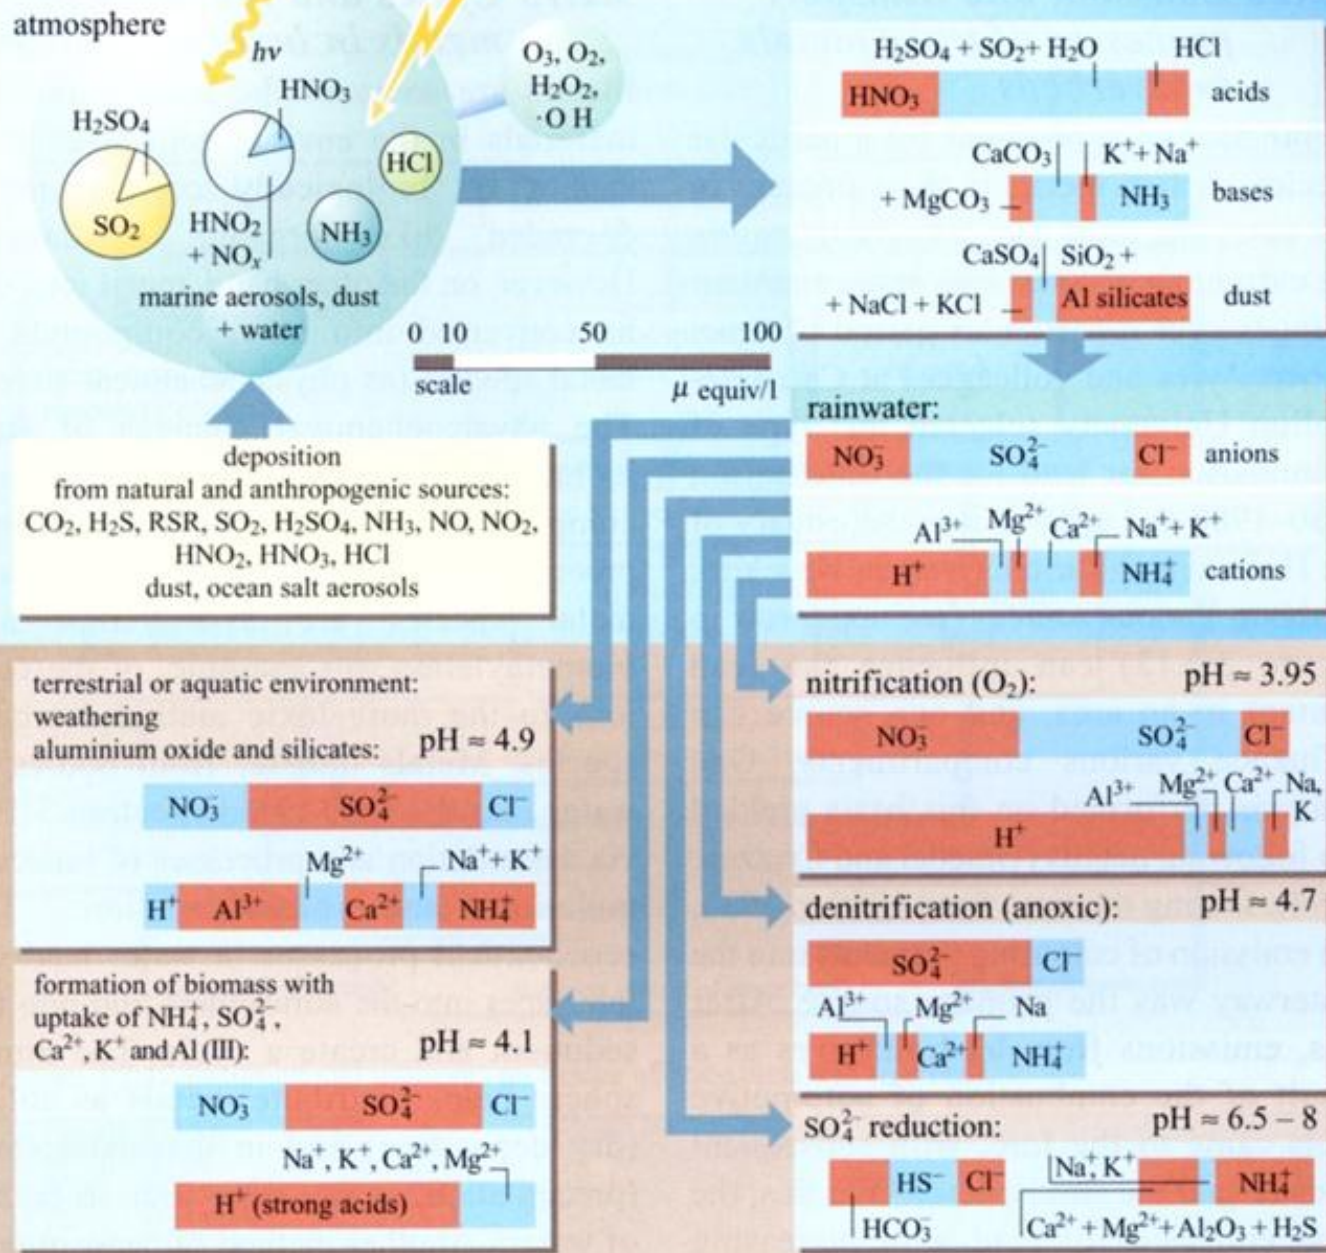 atmosphere
hν
HNO₃
H₂SO₄
SO₂
HNO₂
+ NOₓ
HCl
NH₃
marine aerosols, dust
+ water
O₃, O₂,
H₂O₂,
·O H
H₂SO₄ + SO₂+ H₂O
HCl
HNO₃
acids
CaCO₃
K⁺+ Na⁺
+ MgCO₃
NH₃
bases
CaSO₄
SiO₂ +
+ NaCl + KCl
Al silicates
dust
0 10 50 100
scale
μ equiv/l
deposition
from natural and anthropogenic sources:
CO₂, H₂S, RSR, SO₂, H₂SO₄, NH₃, NO, NO₂,
HNO₂, HNO₃, HCl
dust, ocean salt aerosols
rainwater:
NO₃⁻ SO₄²⁻ Cl⁻ anions
Al³⁺ Mg²⁺ Ca²⁺ Na⁺+ K⁺
H⁺ NH₄⁺ cations
terrestrial or aquatic environment:
weathering
aluminium oxide and silicates: pH ≈ 4.9
NO₃⁻ SO₄²⁻ Cl⁻
Mg²⁺ Na⁺+ K⁺
H⁺ Al³⁺ Ca²⁺ NH₄⁺
formation of biomass with
uptake of NH₄⁺, SO₄²⁻,
Ca²⁺, K⁺ and Al (III): pH ≈ 4.1
NO₃⁻ SO₄²⁻ Cl⁻
Na⁺, K⁺, Ca²⁺, Mg²⁺
H⁺ (strong acids)
nitrification (O₂): pH ≈ 3.95
NO₃⁻ SO₄²⁻ Cl⁻
Al³⁺ Mg²⁺ Ca²⁺ Na,
K
H⁺
denitrification (anoxic): pH ≈ 4.7
SO₄²⁻ Cl
Al³⁺ Mg²⁺ Na
H⁺ Ca²⁺ NH₄⁺
SO₄²⁻ reduction: pH ≈ 6.5 – 8
HS⁻ Cl⁻
HCO₃⁻
Na⁺, K⁺
NH₄⁺
Ca²⁺ + Mg²⁺+ Al₂O₃ + H₂S